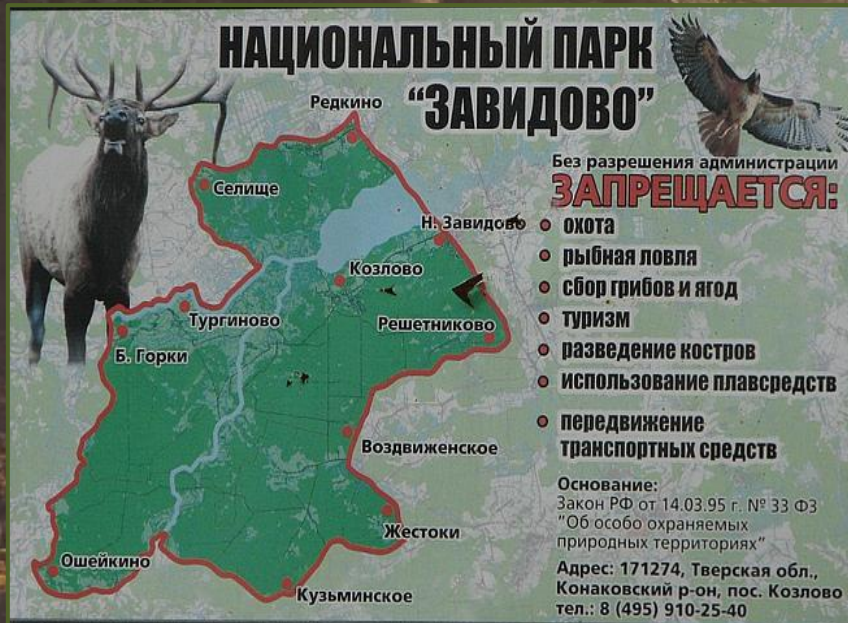 НАЦИОНАЛЬНЫЙ ПАРК
“ЗАВИДОВО”
Без разрешения администрации
ЗАПРЕЩАЕТСЯ:
охота
рыбная ловля
сбор грибов и ягод
туризм
разведение костров
использование плавсредств
передвижение
транспортных средств
Основание:
Закон РФ от 14.03.95 г. № 33 ФЗ
"Об особо охраняемых
природных территориях”
Адрес: 171274, Тверская обл.,
Конаковский р-он, пос. Козлово
тел.: 8 (495) 910-25-40
Редкино
Селище
Н. Завидово
Козлово
Тургиново
Решетниково
Б. Горки
Воздвиженское
Жестоки
Ошейкино
Кузьминское